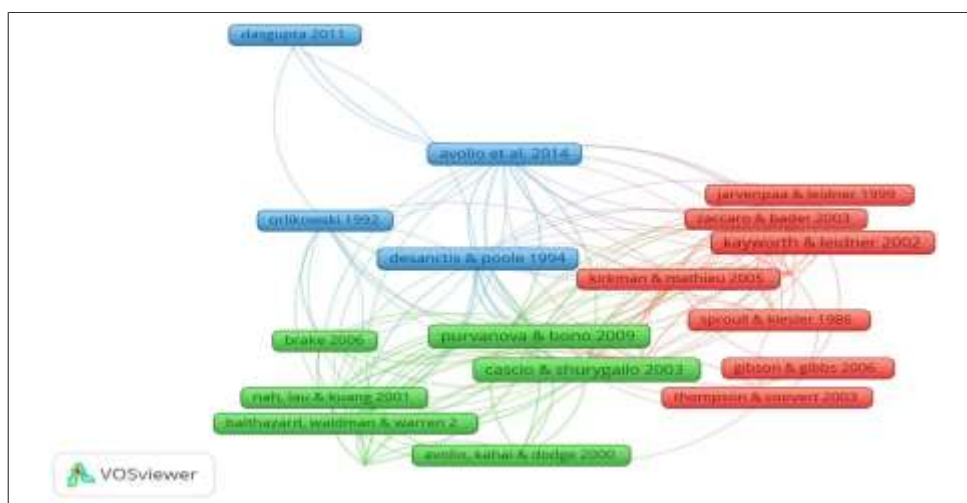 dasgupta 2011
avolio et al. 2014
jarvenpaa & leidner 1999
orlikowski 1992
zaccaro & bader 2003
kayworth & leidner 2002
desanctis & poole 1994
kirkman & mathieu 2005
sproull & kiesler 1986
purvanova & bono 2009
brake 2006
gibson & gibbs 2006
cascio & shurygailo 2003
nah, lau & kuang 2001
thompson & coovert 2003
balthazard, waldman & warren 2
avolio, kahai & dodge 2000
VOSviewer